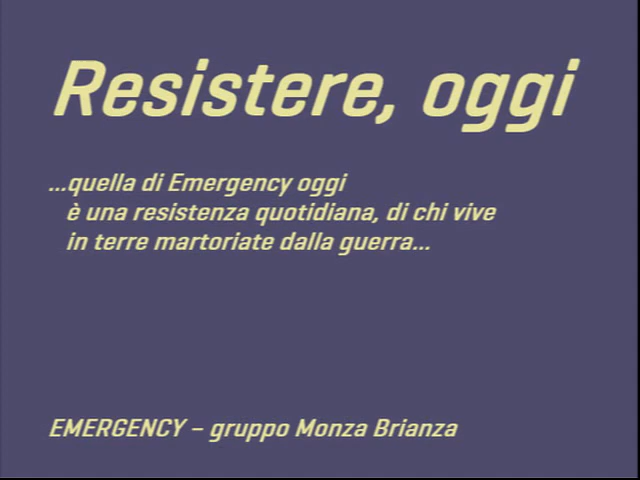 Resistere, oggi
...quella di Emergency oggi
è una resistenza quotidiana, di chi vive
in terre martoriate dalla guerra...
EMERGENCY – gruppo Monza Brianza